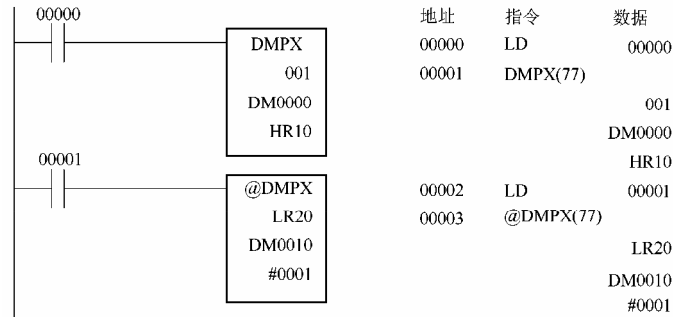 00000
DMPX
001
DM0000
HR10
00001
@DMPX
LR20
DM0010
#0001
地址 指令 数据
00000 LD 00000
00001 DMPX(77)
001
DM0000
HR10
00002 LD 00001
00003 @DMPX(77)
LR20
DM0010
#0001